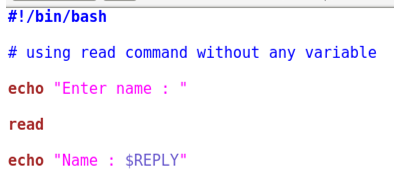 #!/bin/bash
# using read command without any variable
echo "Enter name : "
read
echo "Name : $REPLY"